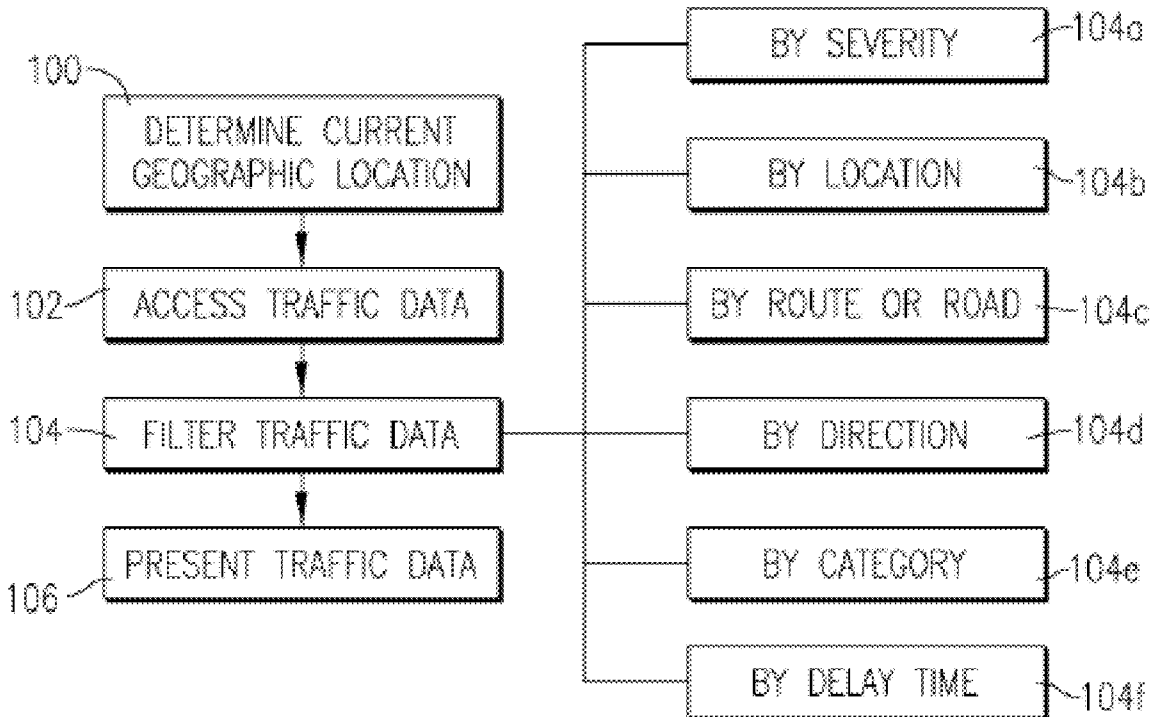 100
DETERMINE CURRENT
GEOGRAPHIC LOCATION
102
ACCESS TRAFFIC DATA
104
FILTER TRAFFIC DATA
106
PRESENT TRAFFIC DATA
BY SEVERITY
104a
BY LOCATION
104b
BY ROUTE OR ROAD
104c
BY DIRECTION
104d
BY CATEGORY
104e
BY DELAY TIME
104f